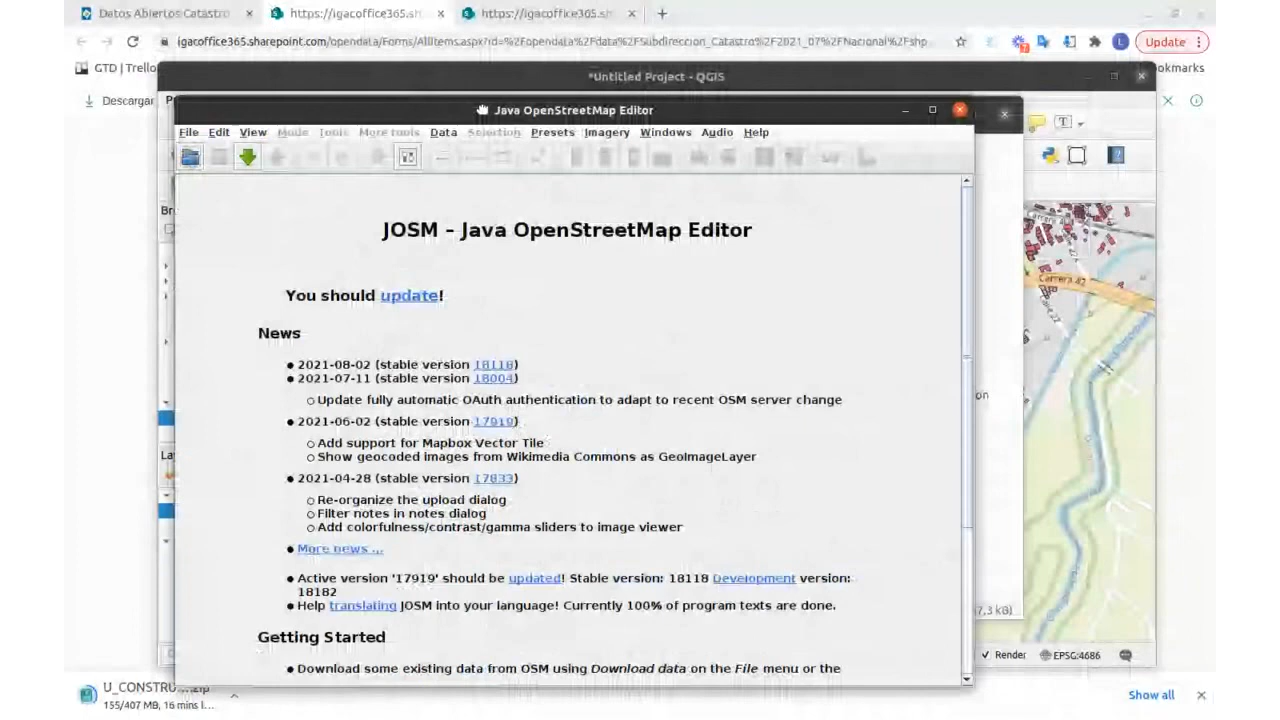 Datos Abiertos Catastro
https://igacoffice365.sh
https://igacoffice365.sh
igacoffice365.sharepoint.com/opendata/Forms/AllItems.aspx?id=%2Fopendata%2Fdata%2FSubdireccion_Catastro%2F2021_07%2FNacional%2Fshp
Update
GTD | Trello
okmarks
*Untitled Project - QGIS
Descargar
Java OpenStreetMap Editor
File Edit View Mode Tools More tools Data Selection Presets Imagery Windows Audio Help
JOSM – Java OpenStreetMap Editor
You should update!
News
2021-08-02 (stable version 18118)
2021-07-11 (stable version 18004)
Update fully automatic OAuth authentication to adapt to recent OSM server change
2021-06-02 (stable version 17919)
Add support for Mapbox Vector Tile
Show geocoded images from Wikimedia Commons as GeoImageLayer
2021-04-28 (stable version 17833)
Re-organize the upload dialog
Filter notes in notes dialog
Add colorfulness/contrast/gamma sliders to image viewer
More news ...
Active version '17919' should be updated! Stable version: 18118 Development version:
18182
Help translating JOSM into your language! Currently 100% of program texts are done.
Getting Started
Download some existing data from OSM using Download data on the File menu or the
Br
La
on
7,3 kB)
Carrera 42
Render
EPSG:4686
U_CONSTRU....zip
155/407 MB, 16 mins l...
Show all